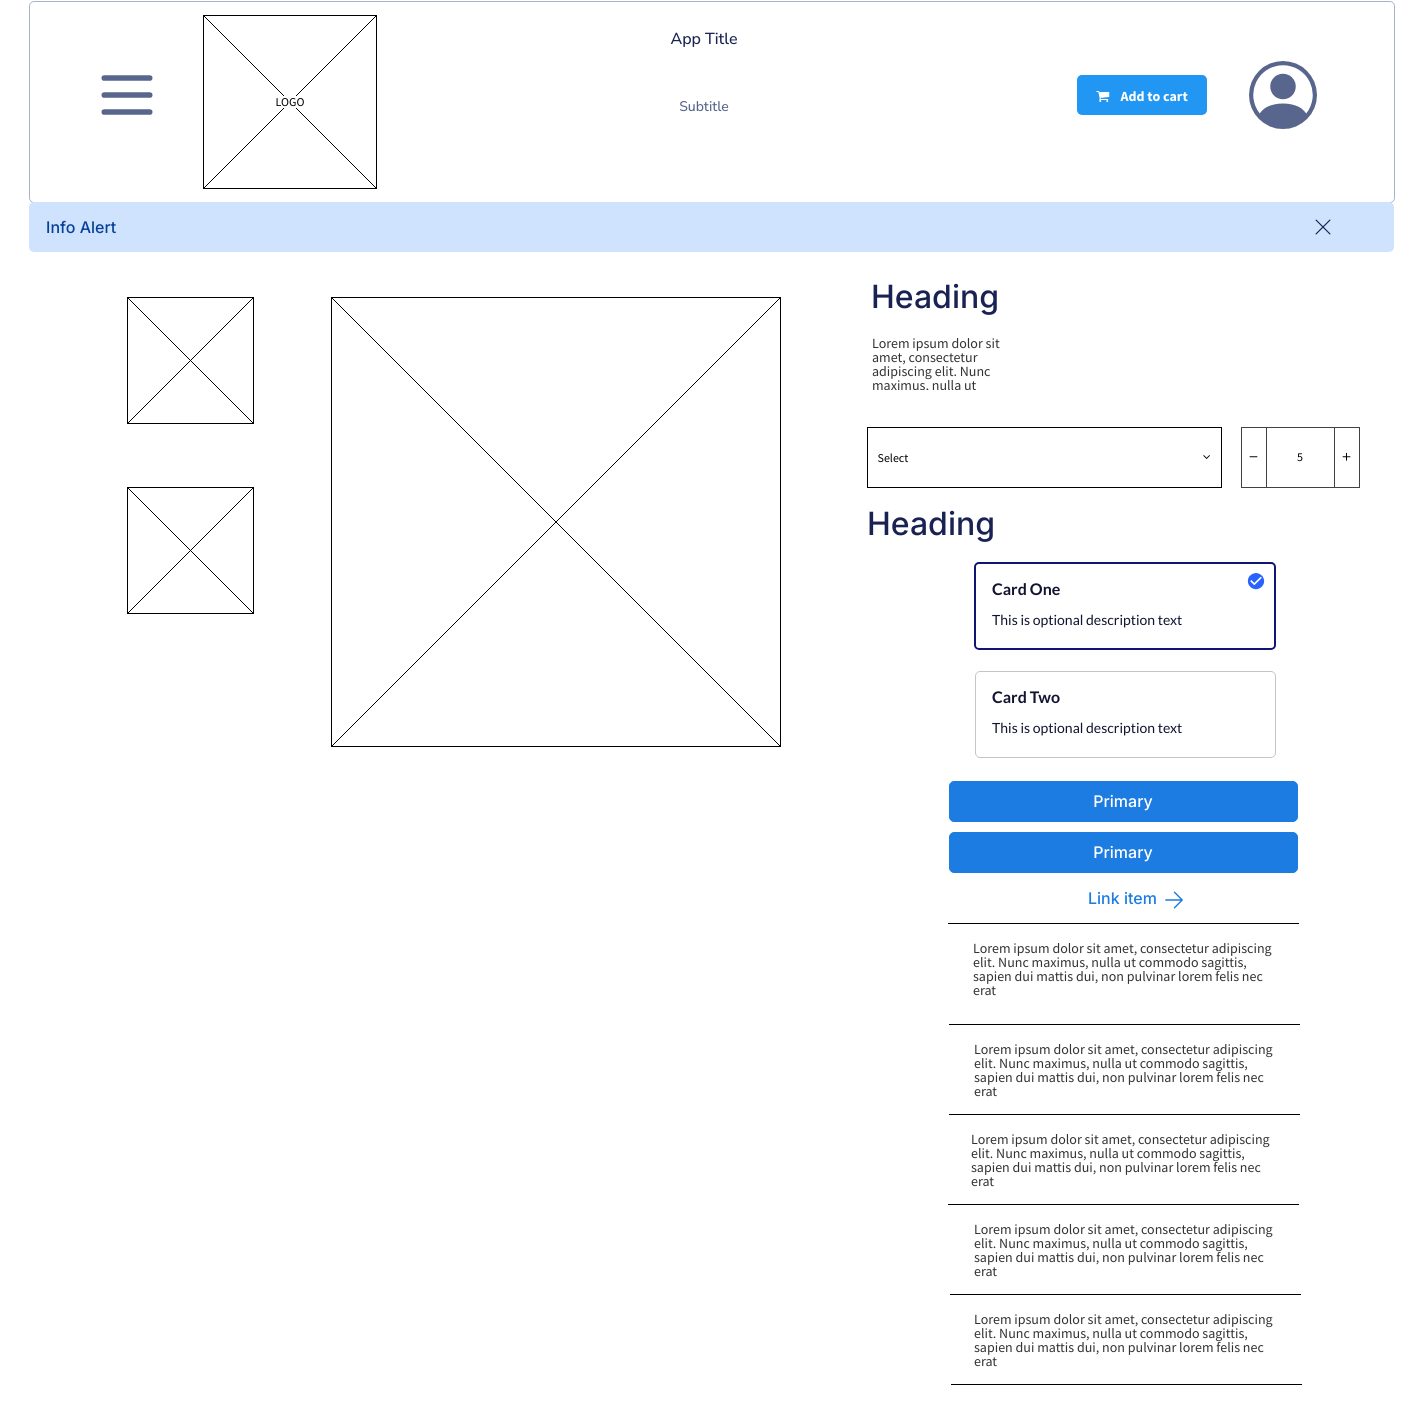 App Title
LOGO
Add to cart
Subtitle
Info Alert
Heading
Lorem ipsum dolor sit
amet, consectetur
adipiscing elit. Nunc
maximus. nulla ut
Select
− 5 +
Heading
Card One
This is optional description text
Card Two
This is optional description text
Primary
Primary
Link item
Lorem ipsum dolor sit amet, consectetur adipiscing
elit. Nunc maximus, nulla ut commodo sagittis,
sapien dui mattis dui, non pulvinar lorem felis nec
erat
Lorem ipsum dolor sit amet, consectetur adipiscing
elit. Nunc maximus, nulla ut commodo sagittis,
sapien dui mattis dui, non pulvinar lorem felis nec
erat
Lorem ipsum dolor sit amet, consectetur adipiscing
elit. Nunc maximus, nulla ut commodo sagittis,
sapien dui mattis dui, non pulvinar lorem felis nec
erat
Lorem ipsum dolor sit amet, consectetur adipiscing
elit. Nunc maximus, nulla ut commodo sagittis,
sapien dui mattis dui, non pulvinar lorem felis nec
erat
Lorem ipsum dolor sit amet, consectetur adipiscing
elit. Nunc maximus, nulla ut commodo sagittis,
sapien dui mattis dui, non pulvinar lorem felis nec
erat